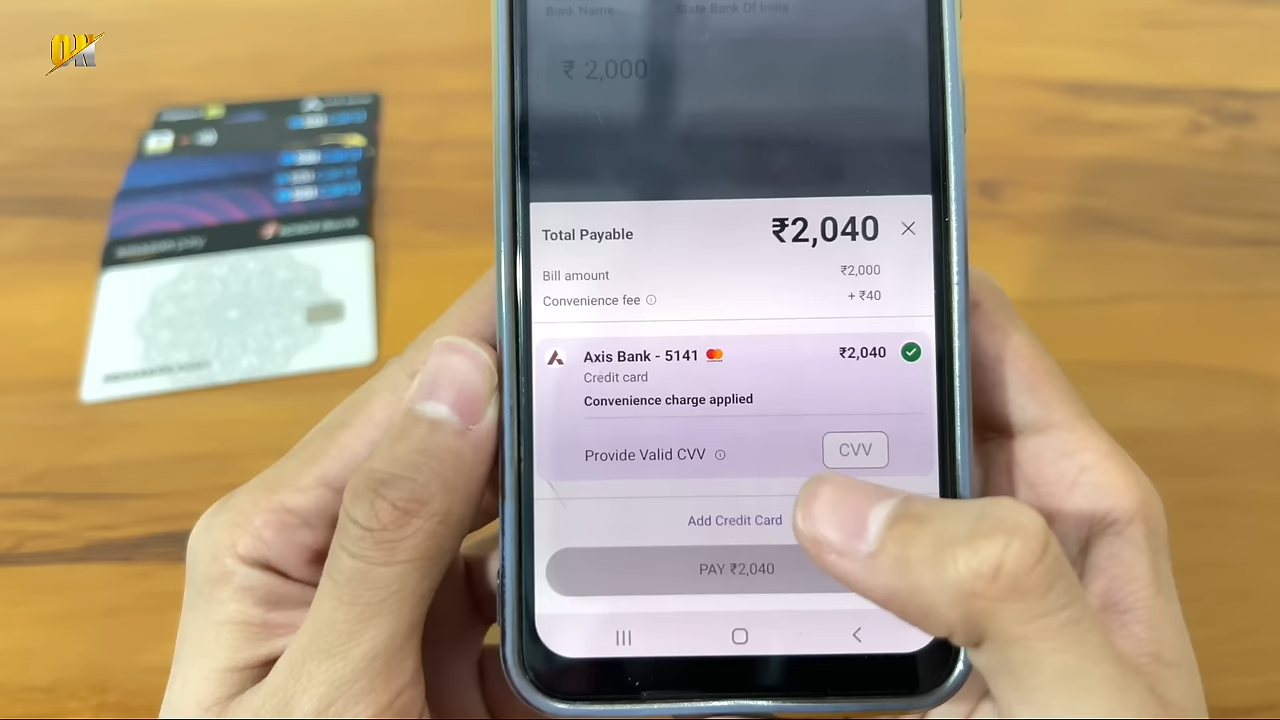 Bank Name State Bank Of India
₹ 2,000
Total Payable ₹2,040
Bill amount ₹2,000
Convenience fee + ₹40
Axis Bank - 5141 ₹2,040
Credit card
Convenience charge applied
Provide Valid CVV CVV
Add Credit Card
PAY ₹2,040
amazon pay